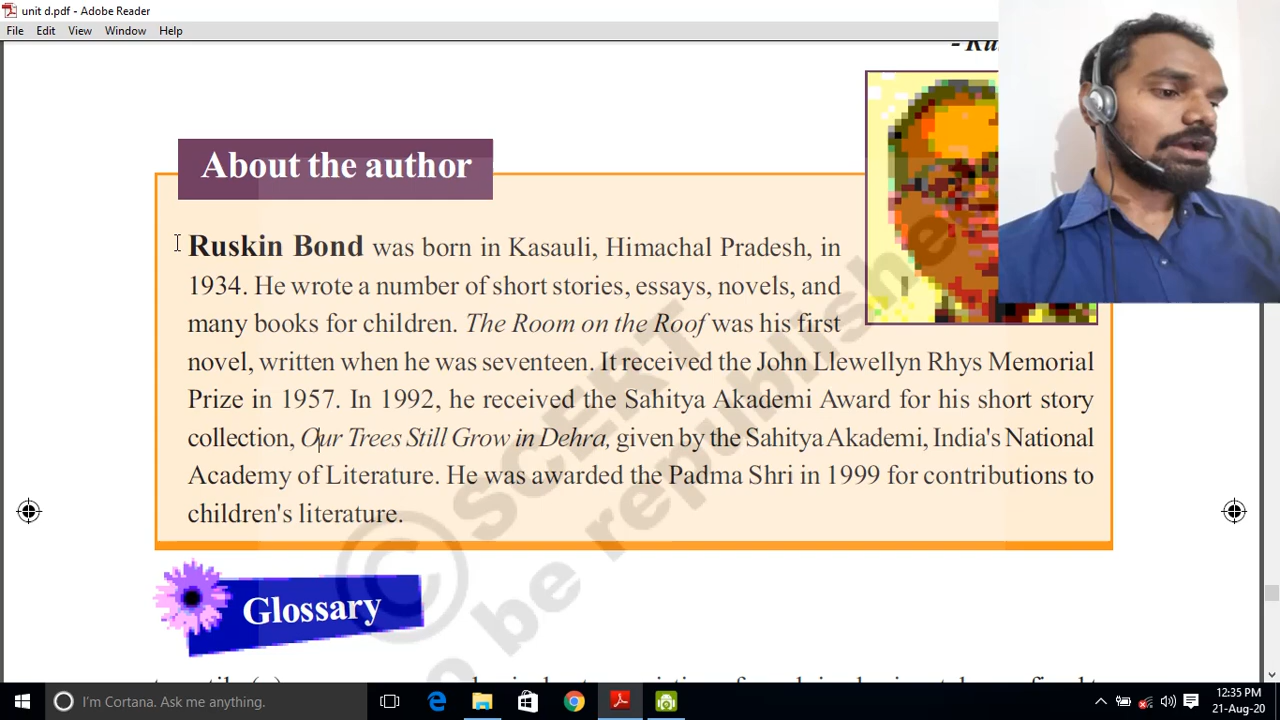 unit d.pdf - Adobe Reader
File Edit View Window Help
About the author
Ruskin Bond was born in Kasauli, Himachal Pradesh, in
1934. He wrote a number of short stories, essays, novels, and
many books for children. The Room on the Roof was his first
novel, written when he was seventeen. It received the John Llewellyn Rhys Memorial
Prize in 1957. In 1992, he received the Sahitya Akademi Award for his short story
collection, Our Trees Still Grow in Dehra, given by the Sahitya Akademi, India's National
Academy of Literature. He was awarded the Padma Shri in 1999 for contributions to
children's literature.
© SCERT
be republishe
Glossary
I'm Cortana. Ask me anything.
12:35 PM
21-Aug-20